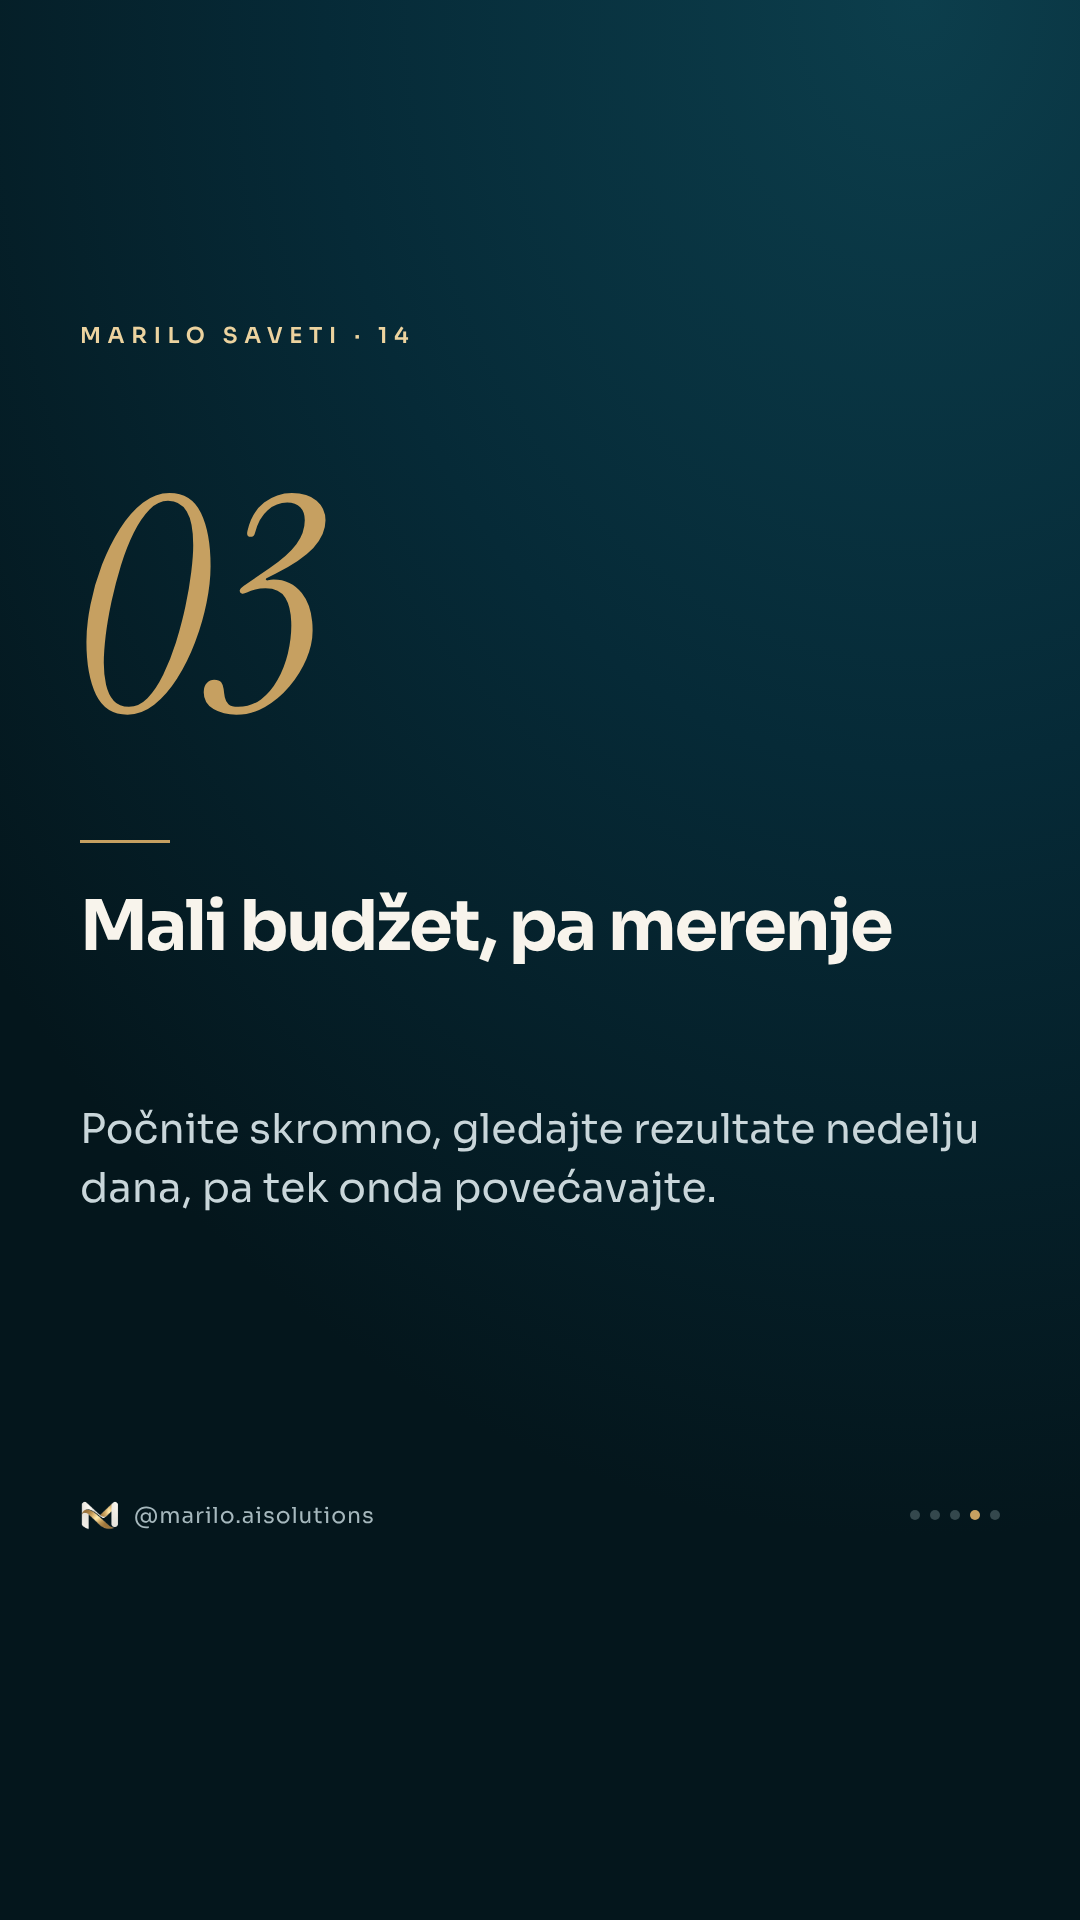 MARILO SAVETI · 14
03
Mali budžet, pa merenje
Počnite skromno, gledajte rezultate nedelju
dana, pa tek onda povećavajte.
@marilo.aisolutions